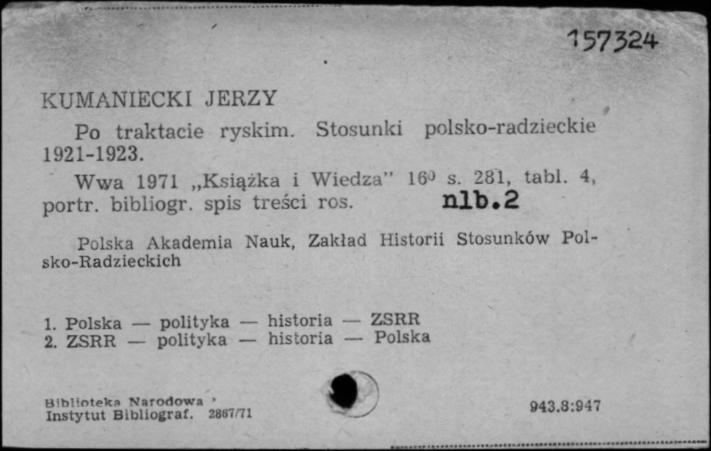 157324
KUMANIECKI JERZY
Po traktacie ryskim. Stosunki polsko-radzieckie
1921-1923.
Wwa 1971 „Książka i Wiedza” 16º s. 281, tabl. 4,
portr. bibliogr. spis treści ros. nlb.2
Polska Akademia Nauk, Zakład Historii Stosunków Pol-
sko-Radzieckich
1. Polska — polityka — historia — ZSRR
2. ZSRR — polityka — historia — Polska
Biblioteka Narodowa
Instytut Bibliograf. 2867/71
943.8:947